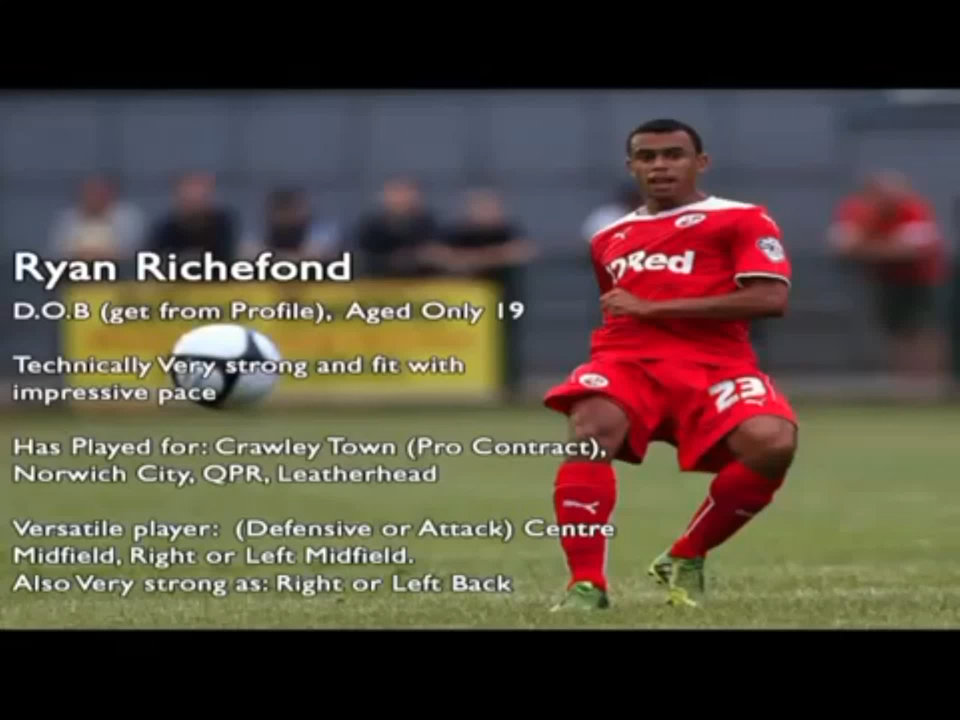 Ryan Richefond
D.O.B (get from Profile), Aged Only 19
Technically Very strong and fit with
impressive pace
Has Played for: Crawley Town (Pro Contract),
Norwich City, QPR, Leatherhead
Versatile player: (Defensive or Attack) Centre
Midfield, Right or Left Midfield.
Also Very strong as: Right or Left Back
Red
23